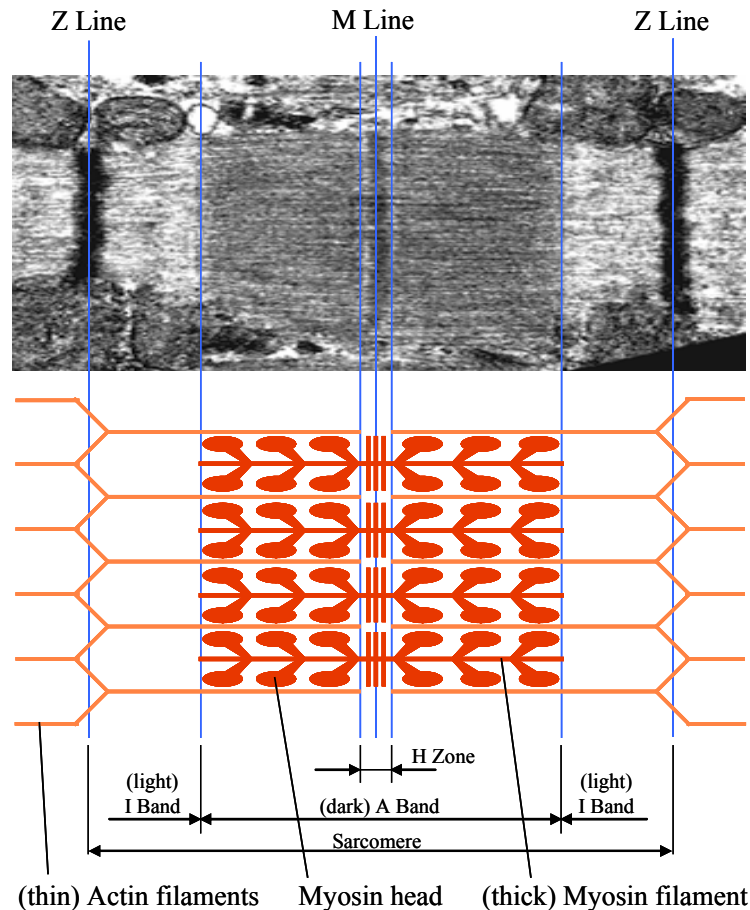 Z Line
M Line
Z Line
H Zone
(light)
I Band
(dark) A Band
(light)
I Band
Sarcomere
(thin) Actin filaments
Myosin head
(thick) Myosin filament